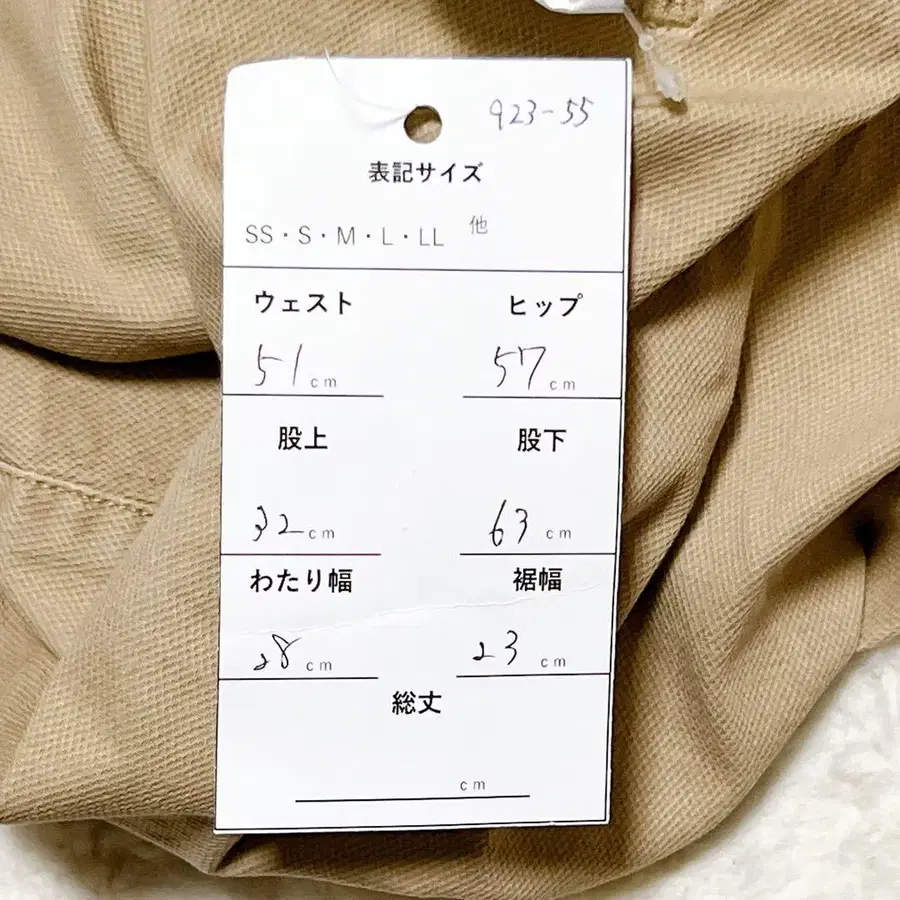 923-55
表記サイズ
SS・S・M・L・LL 他
ウェスト ヒップ
51cm 57cm
股上 股下
32cm 63cm
わたり幅 裾幅
28cm 23cm
総丈
cm